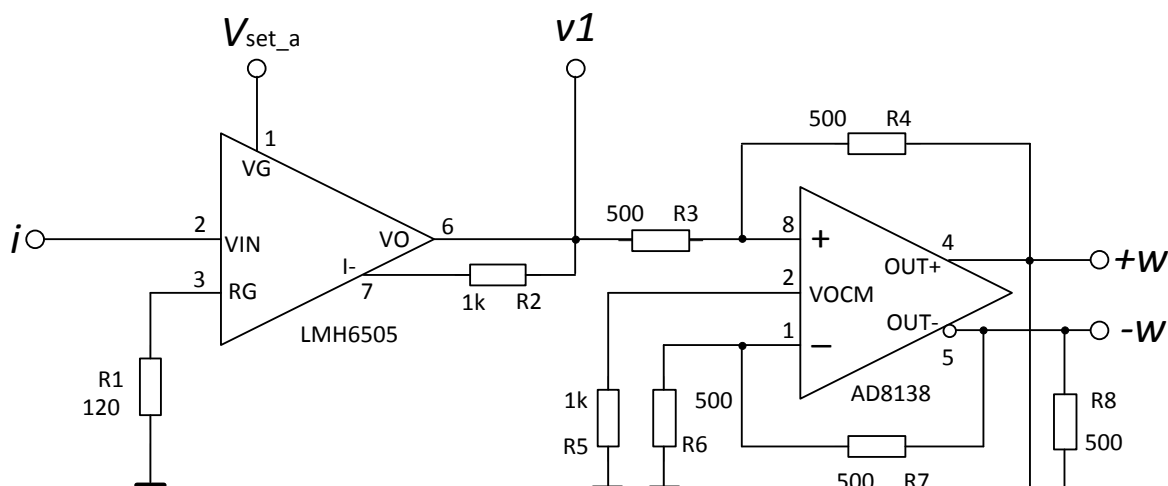 Vset_a
v1
500 R4
1
VG
i
2
VIN
VO
6
500 R3
8
+
4
OUT+
+w
3
RG
I-
7
1k R2
LMH6505
2
VOCM
1
−
OUT-
5
-w
AD8138
R1
120
1k
R5
500
R6
R8
500
500 R7